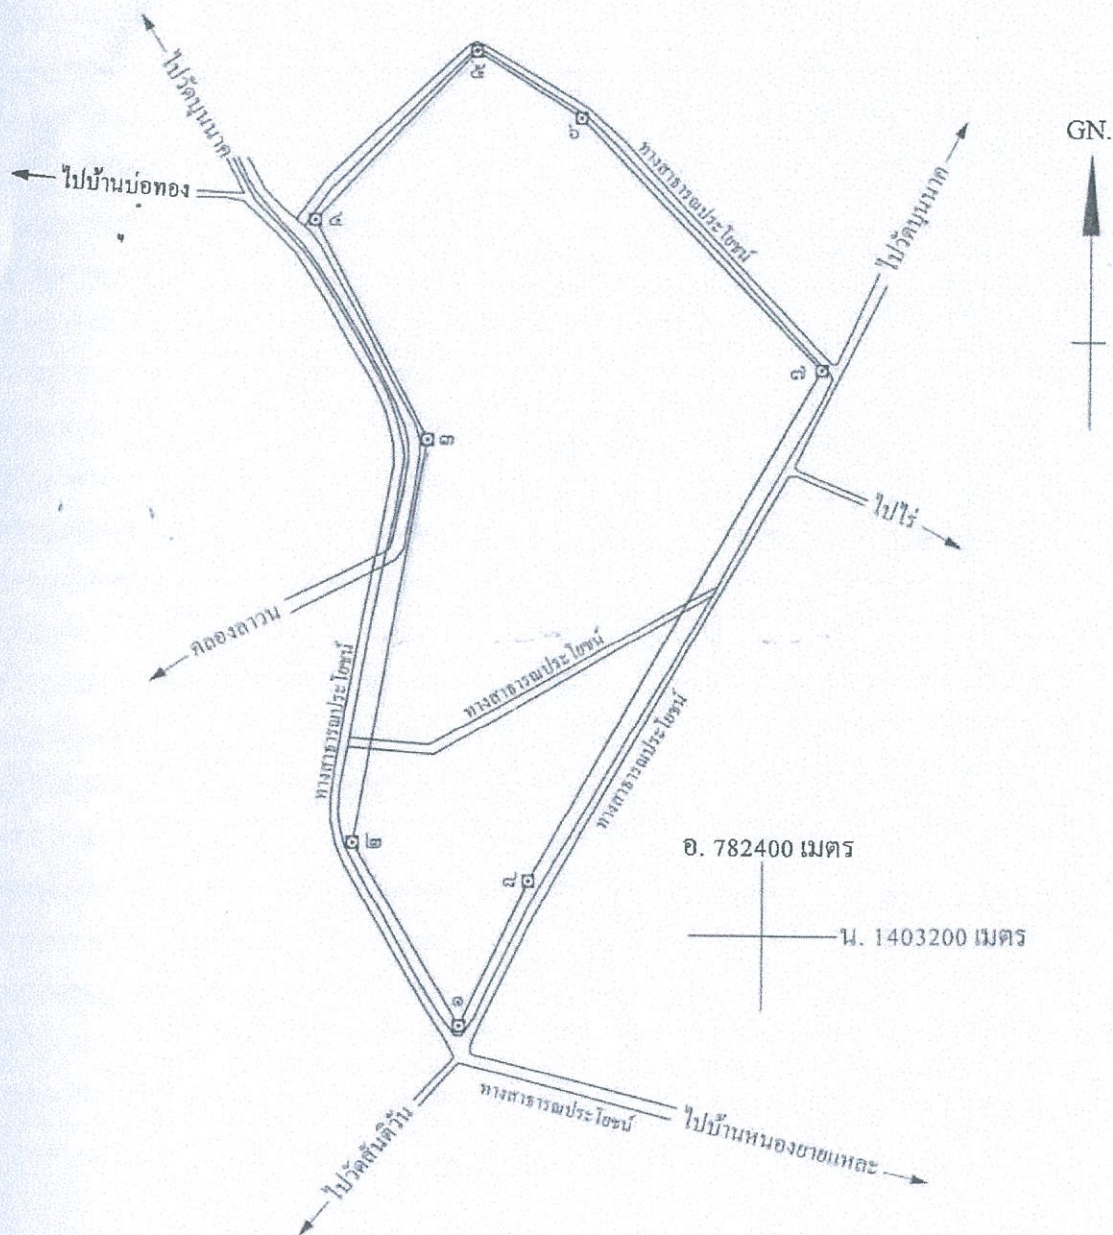 ไปวัดบุนนาค
ไปบ้านบ่อทอง
๕
๖
ทางสาธารณประโยชน์
GN.
ไปวัดบุนนาค
๔
๗
๓
ไปไร่
คลองลาวน
ทางสาธารณประโยชน์
ทางสาธารณประโยชน์
ทางสาธารณประโยชน์
๒
๘
อ. 782400 เมตร
น. 1403200 เมตร
๑
ทางสาธารณประโยชน์
ไปบ้านหนองยายแหละ
ไปวัดสันติวัน